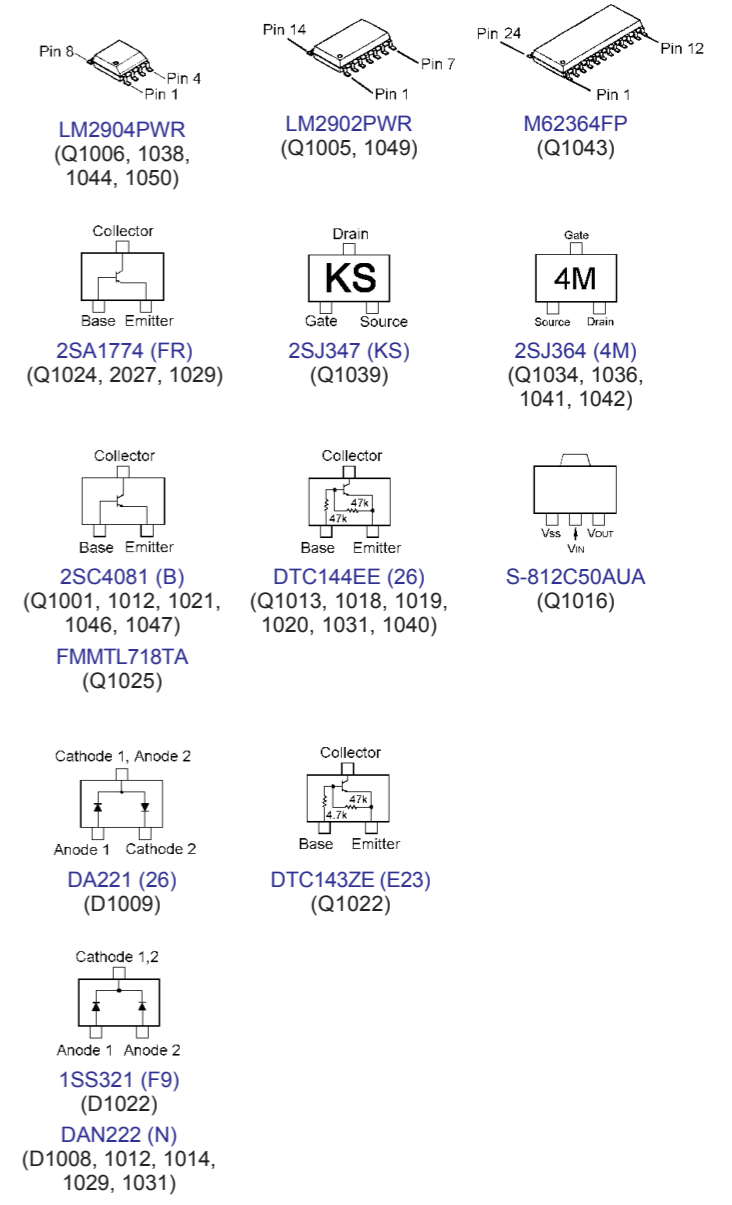 Pin 8
Pin 4
Pin 1
LM2904PWR
(Q1006, 1038,
1044, 1050)
Pin 14
Pin 7
Pin 1
LM2902PWR
(Q1005, 1049)
Pin 24
Pin 12
Pin 1
M62364FP
(Q1043)
Collector
Base Emitter
2SA1774 (FR)
(Q1024, 2027, 1029)
Drain
KS
Gate Source
2SJ347 (KS)
(Q1039)
Gate
4M
Source Drain
2SJ364 (4M)
(Q1034, 1036,
1041, 1042)
Collector
Base Emitter
2SC4081 (B)
(Q1001, 1012, 1021,
1046, 1047)
FMMTL718TA
(Q1025)
Collector
47k
47k
Base Emitter
DTC144EE (26)
(Q1013, 1018, 1019,
1020, 1031, 1040)
VSS VOUT
VIN
S-812C50AUA
(Q1016)
Cathode 1, Anode 2
Anode 1 Cathode 2
DA221 (26)
(D1009)
Collector
47k
4.7k
Base Emitter
DTC143ZE (E23)
(Q1022)
Cathode 1,2
Anode 1 Anode 2
1SS321 (F9)
(D1022)
DAN222 (N)
(D1008, 1012, 1014,
1029, 1031)